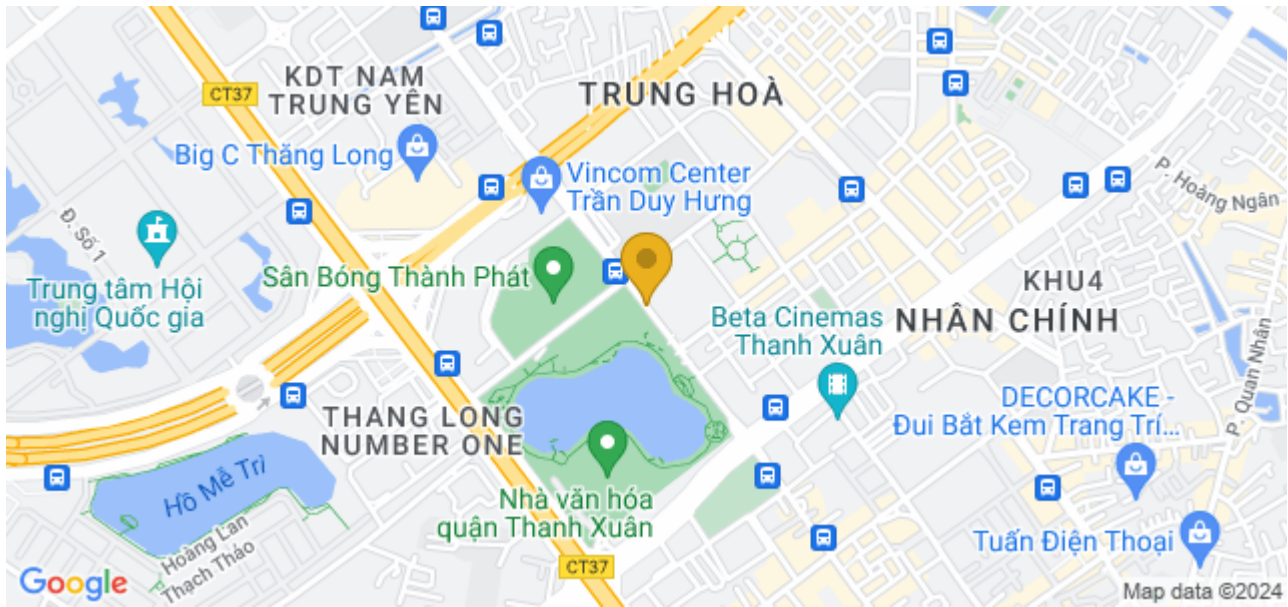 KDT NAM
TRUNG YÊN
TRUNG HOÀ
CT37
Big C Thăng Long
Vincom Center
Trần Duy Hưng
P. Hoàng Ngân
Đ. Số 1
Trung tâm Hội
nghị Quốc gia
Sân Bóng Thành Phát
KHU4
NHÂN CHÍNH
Beta Cinemas
Thanh Xuân
P. Quan Nhân
THANG LONG
NUMBER ONE
DECORCAKE -
Đui Bắt Kem Trang Trí...
Hồ Mễ Trì
Nhà văn hóa
quận Thanh Xuân
Hoàng Lan
Thạch Thảo
Tuấn Điện Thoại
CT37
Google
Map data ©2024